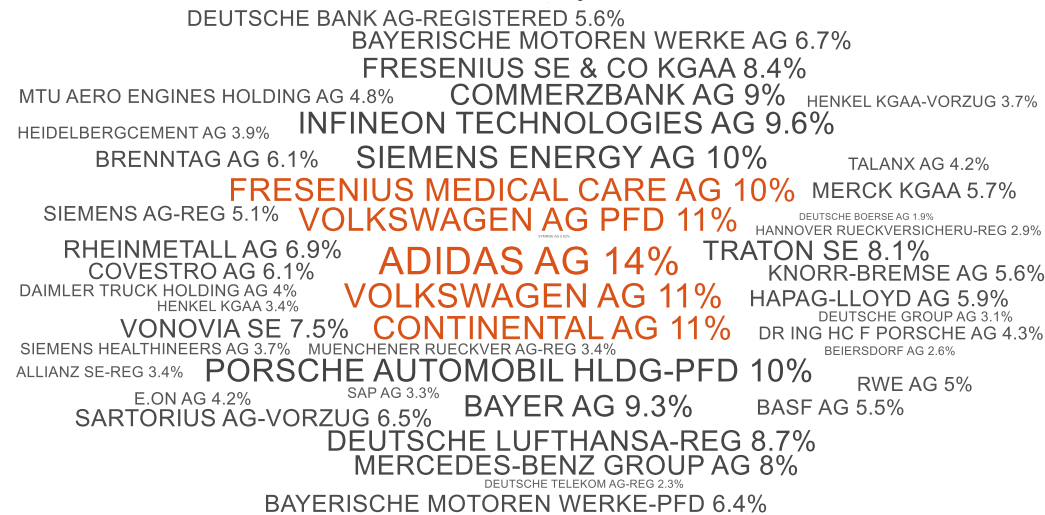 DEUTSCHE BANK AG-REGISTERED 5.6%
BAYERISCHE MOTOREN WERKE AG 6.7%
FRESENIUS SE & CO KGAA 8.4%
MTU AERO ENGINES HOLDING AG 4.8%
COMMERZBANK AG 9%
HENKEL KGAA-VORZUG 3.7%
HEIDELBERGCEMENT AG 3.9%
INFINEON TECHNOLOGIES AG 9.6%
BRENNTAG AG 6.1%
SIEMENS ENERGY AG 10%
TALANX AG 4.2%
FRESENIUS MEDICAL CARE AG 10%
MERCK KGAA 5.7%
SIEMENS AG-REG 5.1%
VOLKSWAGEN AG PFD 11%
DEUTSCHE BOERSE AG 1.9%
HANNOVER RUECKVERSICHERU-REG 2.9%
RHEINMETALL AG 6.9%
ADIDAS AG 14%
TRATON SE 8.1%
COVESTRO AG 6.1%
KNORR-BREMSE AG 5.6%
DAIMLER TRUCK HOLDING AG 4%
VOLKSWAGEN AG 11%
HAPAG-LLOYD AG 5.9%
HENKEL KGAA 3.4%
DEUTSCHE GROUP AG 3.1%
VONOVIA SE 7.5%
CONTINENTAL AG 11%
DR ING HC F PORSCHE AG 4.3%
SIEMENS HEALTHINEERS AG 3.7%
MUENCHENER RUECKVER AG-REG 3.4%
BEIERSDORF AG 2.6%
ALLIANZ SE-REG 3.4%
PORSCHE AUTOMOBIL HLDG-PFD 10%
RWE AG 5%
E.ON AG 4.2%
SAP AG 3.3%
BAYER AG 9.3%
BASF AG 5.5%
SARTORIUS AG-VORZUG 6.5%
DEUTSCHE LUFTHANSA-REG 8.7%
MERCEDES-BENZ GROUP AG 8%
DEUTSCHE TELEKOM AG-REG 2.3%
BAYERISCHE MOTOREN WERKE-PFD 6.4%